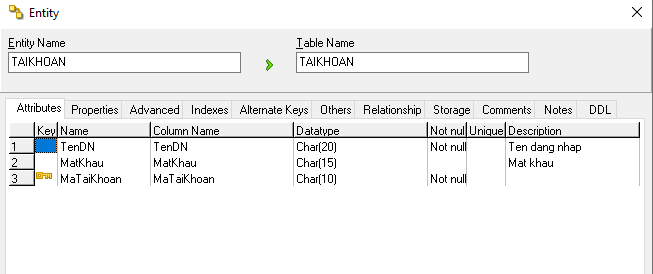 Entity
Entity Name Table Name
TAIKHOAN TAIKHOAN
Attributes Properties Advanced Indexes Alternate Keys Others Relationship Storage Comments Notes DDL
Key Name Column Name Datatype Not nul Unique Description
1 TenDN TenDN Char(20) Not null Ten dang nhap
2 MatKhau MatKhau Char(15) Mat khau
3 MaTaiKhoan MaTaiKhoan Char(10) Not null